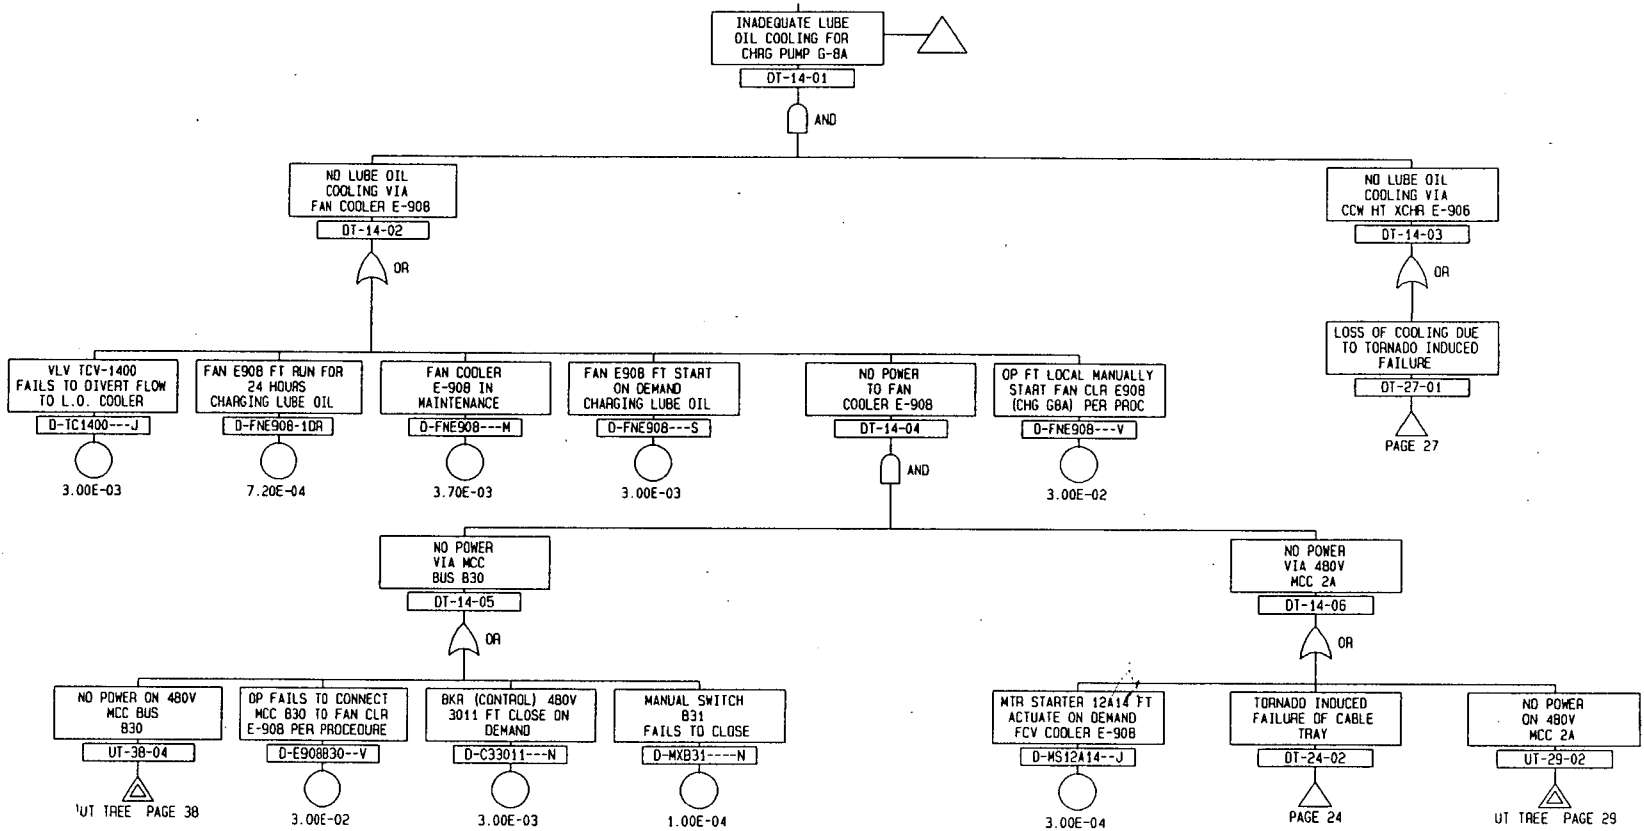 INADEQUATE LUBE
OIL COOLING FOR
CHRG PUMP G-8A
DT-14-01
AND
NO LUBE OIL
COOLING VIA
FAN COOLER E-908
DT-14-02
OR
NO LUBE OIL
COOLING VIA
CCW HT XCHR E-906
DT-14-03
OR
LOSS OF COOLING DUE
TO TORNADO INDUCED
FAILURE
DT-27-01
PAGE 27
VLV TCV-1400
FAILS TO DIVERT FLOW
TO L.O. COOLER
D-TC1400---J
3.00E-03
FAN E908 FT RUN FOR
24 HOURS
CHARGING LUBE OIL
D-FNE908-1DR
7.20E-04
FAN COOLER
E-908 IN
MAINTENANCE
D-FNE908---M
3.70E-03
FAN E908 FT START
ON DEMAND
CHARGING LUBE OIL
D-FNE908---S
3.00E-03
NO POWER
TO FAN
COOLER E-908
DT-14-04
AND
OP FT LOCAL MANUALLY
START FAN CLR E908
(CHG G8A) PER PROC
D-FNE908---V
3.00E-02
NO POWER
VIA MCC
BUS B30
DT-14-05
OR
NO POWER
VIA 480V
MCC 2A
DT-14-06
OR
NO POWER ON 480V
MCC BUS
B30
UT-38-04
UT TREE PAGE 38
OP FAILS TO CONNECT
MCC B30 TO FAN CLR
E-908 PER PROCEDURE
D-E908B30--V
3.00E-02
BKR (CONTROL) 480V
3011 FT CLOSE ON
DEMAND
D-C33011---N
3.00E-03
MANUAL SWITCH
B31
FAILS TO CLOSE
D-MXB31----N
1.00E-04
MTR STARTER 12A14 FT
ACTUATE ON DEMAND
FCV COOLER E-908
D-MS12A14--J
3.00E-04
TORNADO INDUCED
FAILURE OF CABLE
TRAY
DT-24-02
PAGE 24
NO POWER
ON 480V
MCC 2A
UT-29-02
UT TREE PAGE 29